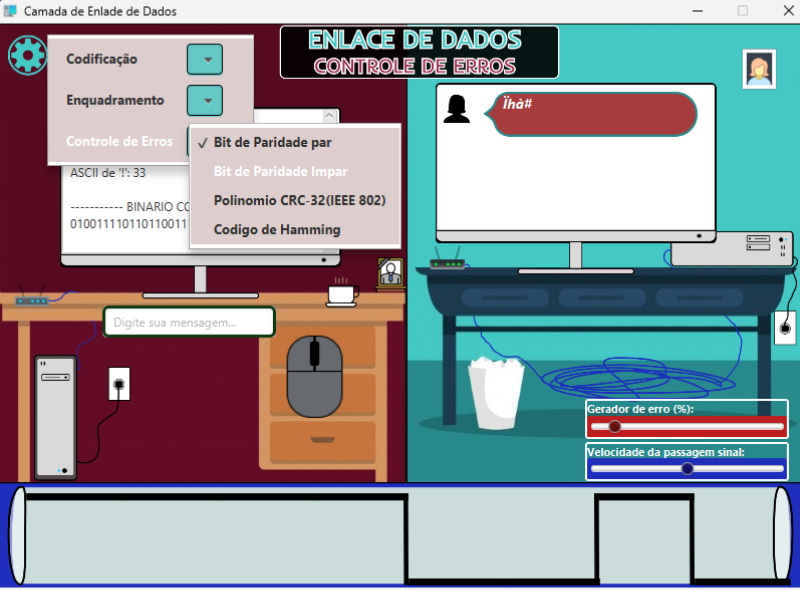 Camada de Enlade de Dados
ENLACE DE DADOS
CONTROLE DE ERROS
Codificação
Enquadramento
Controle de Erros
✓ Bit de Paridade par
Bit de Paridade Impar
Polinomio CRC-32(IEEE 802)
Codigo de Hamming
ASCII de '!': 33
----------- BINARIO CO
010011110110110011
Ïhà#
Digite sua mensagem...
Gerador de erro (%):
Velocidade da passagem sinal: